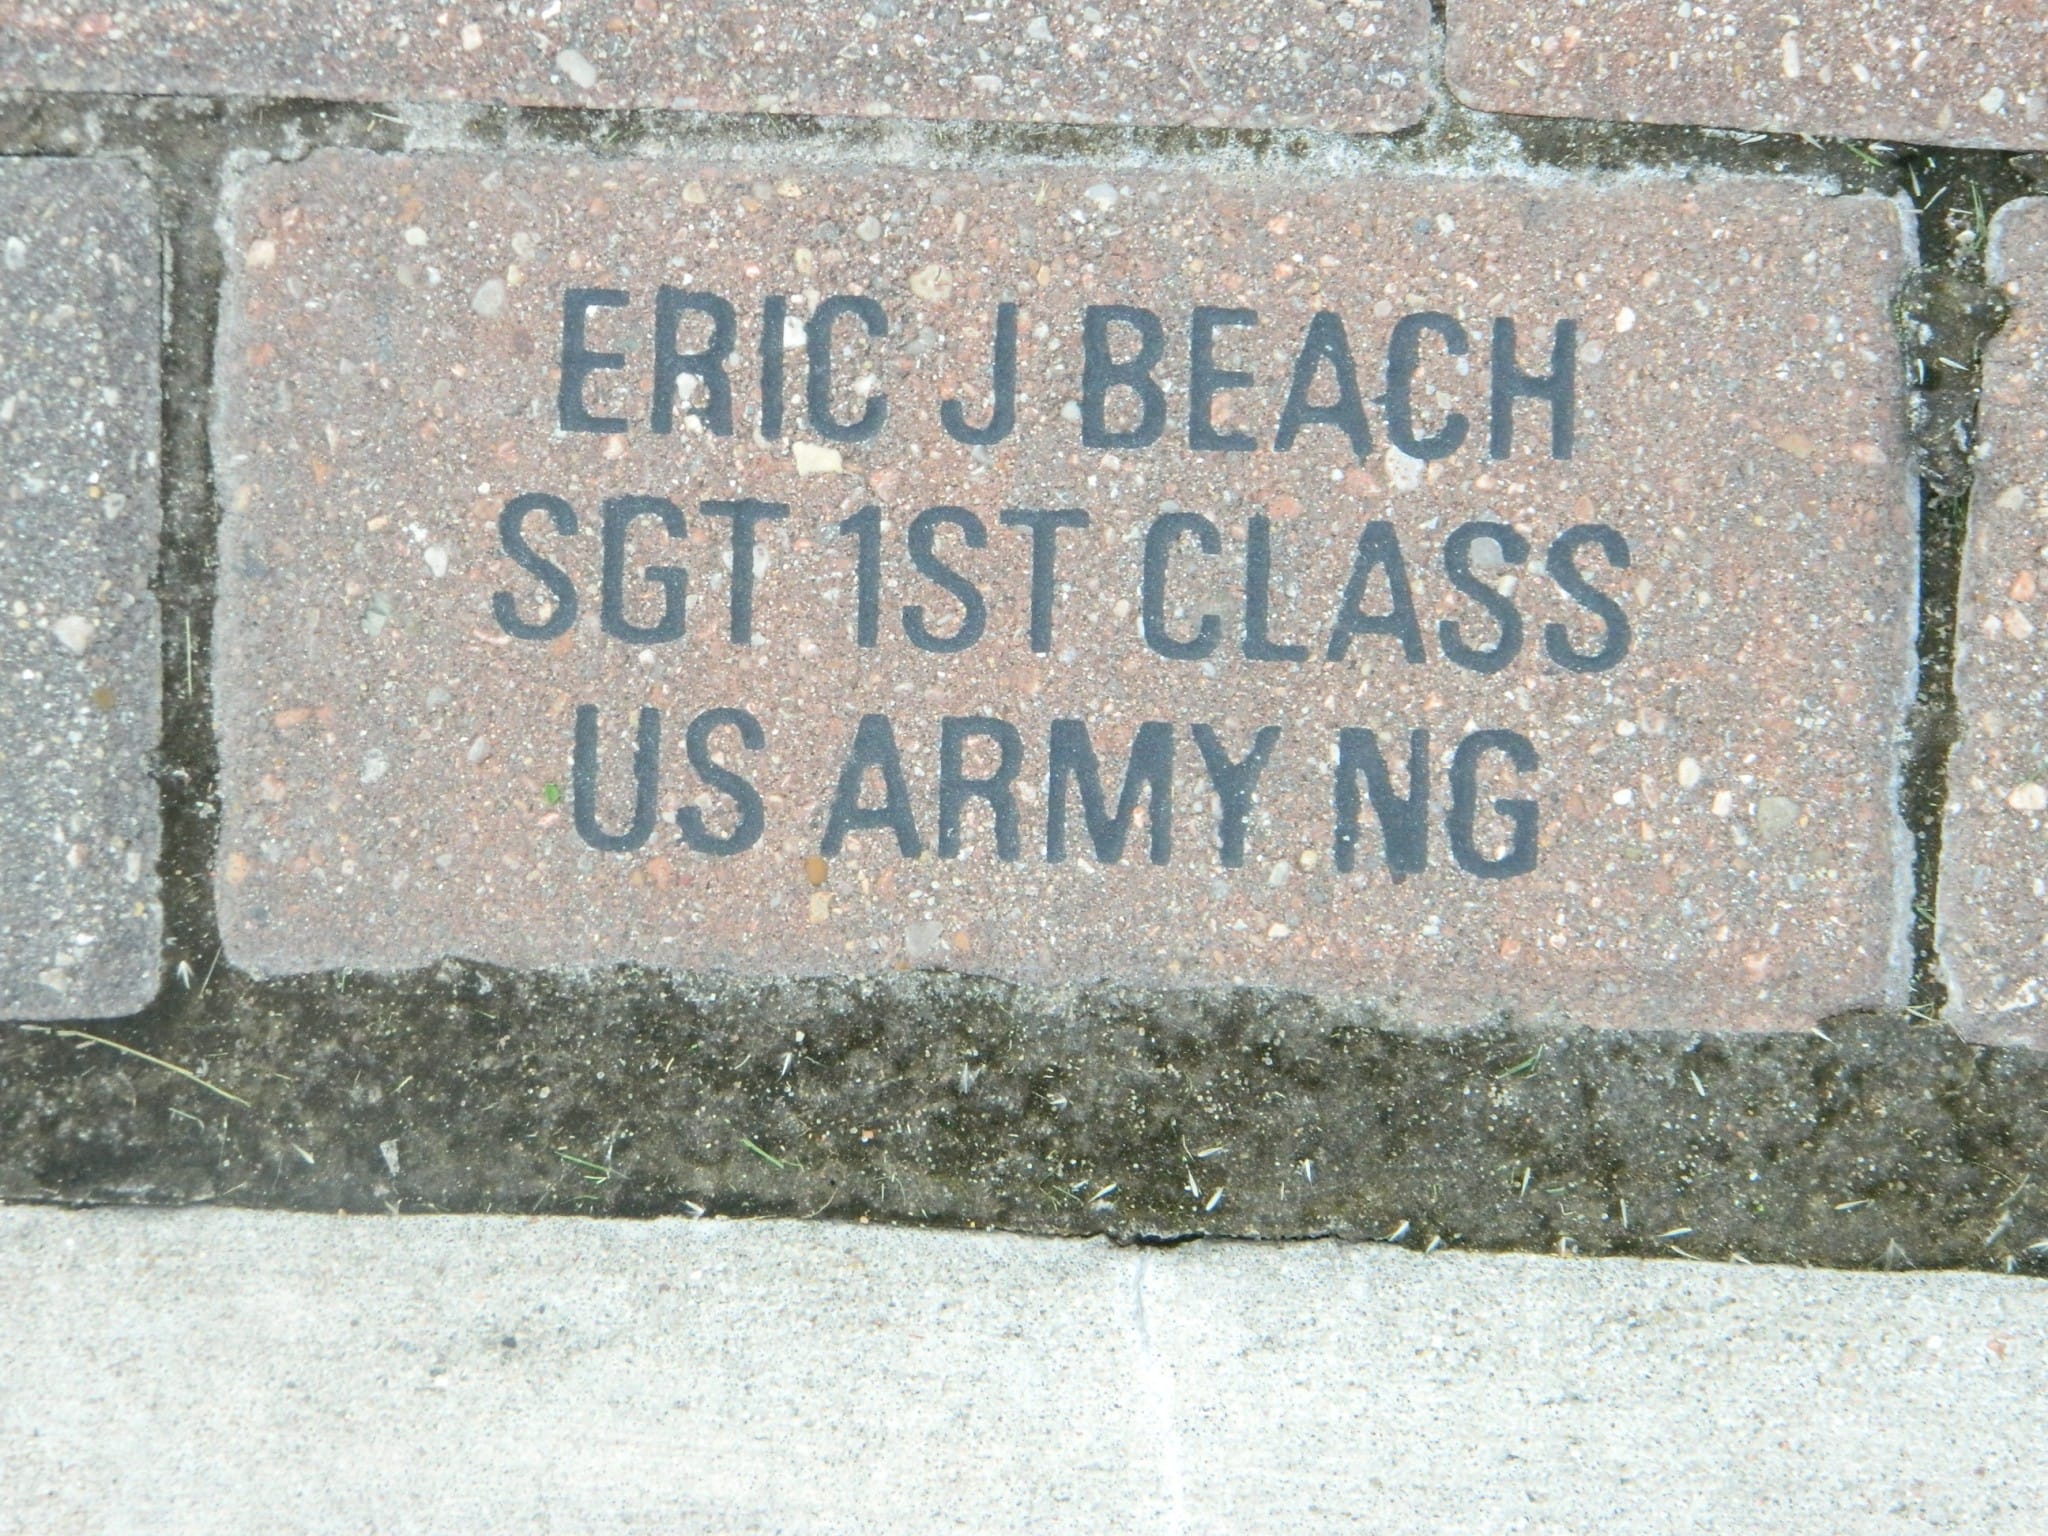 ERIC J BEACH
SGT 1ST CLASS
US ARMY NG